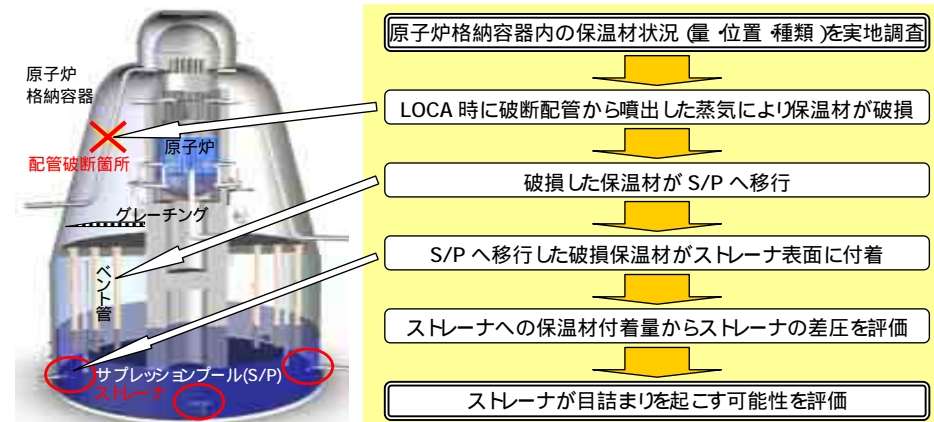 原子炉
格納容器
配管破断箇所
原子炉
グレーチング
ベント管
サプレッションプール(S/P)
ストレーナ
原子炉格納容器内の保温材状況(量・位置・種類)を実地調査
LOCA 時に破断配管から噴出した蒸気により保温材が破損
破損した保温材が S/P へ移行
S/P へ移行した破損保温材がストレーナ表面に付着
ストレーナへの保温材付着量からストレーナの差圧を評価
ストレーナが目詰まりを起こす可能性を評価